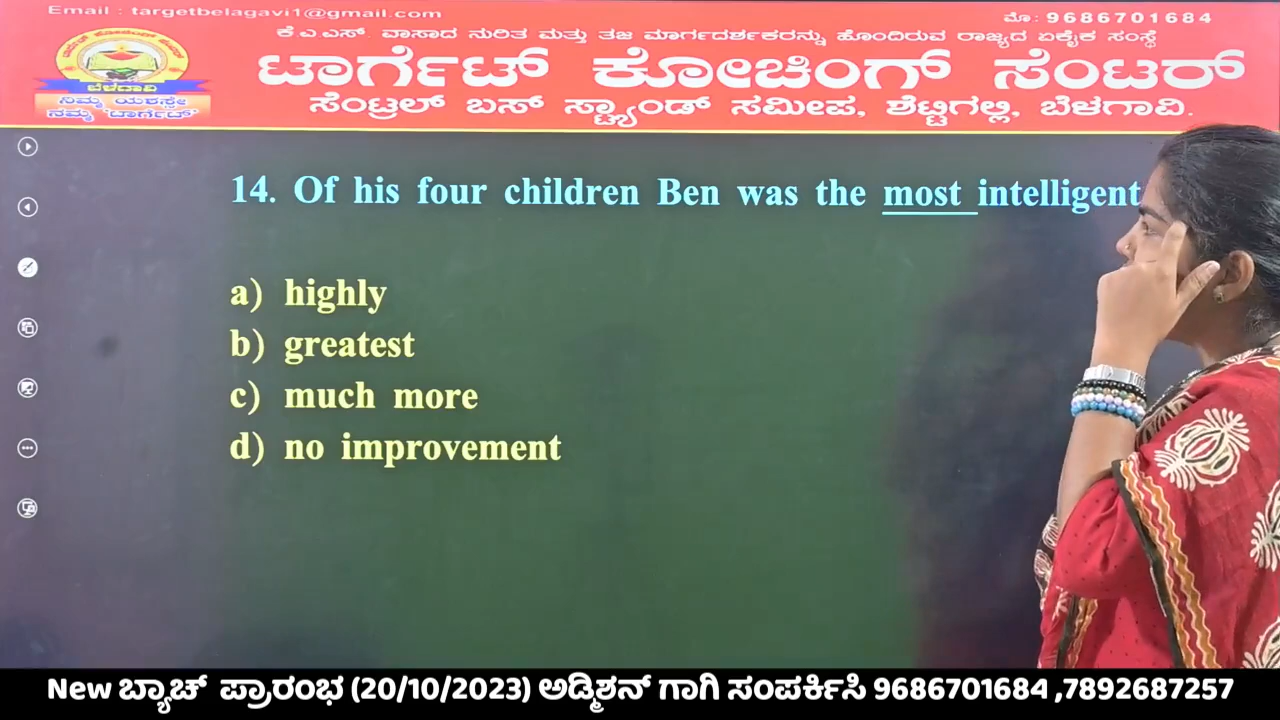 Email : targetbelagavi1@gmail.com
ಮೊ: 9686701684
ಕೆ.ಎ.ಎಸ್. ವಾಸಾದ ನುರಿತ ಮತ್ತು ತಜ್ಞ ಮಾರ್ಗದರ್ಶಕರನ್ನು ಹೊಂದಿರುವ ರಾಜ್ಯದ ಏಕೈಕ ಸಂಸ್ಥೆ
ಟಾರ್ಗೆಟ್ ಕೋಚಿಂಗ್ ಸೆಂಟರ್
ಸೆಂಟ್ರಲ್ ಬಸ್ ಸ್ಟ್ಯಾಂಡ್ ಸಮೀಪ, ಶೆಟ್ಟಿಗಲ್ಲಿ, ಬೆಳಗಾವಿ.
ಬೆಳಗಾವಿ
ನಿಮ್ಮ ಯಶಸ್ಸೇ
ನಮ್ಮ ಟಾರ್ಗೆಟ್
14. Of his four children Ben was the most intelligent
a) highly
b) greatest
c) much more
d) no improvement
New ಬ್ಯಾಚ್ ಪ್ರಾರಂಭ (20/10/2023) ಅಡ್ಮಿಶನ್ ಗಾಗಿ ಸಂಪರ್ಕಿಸಿ 9686701684 ,7892687257